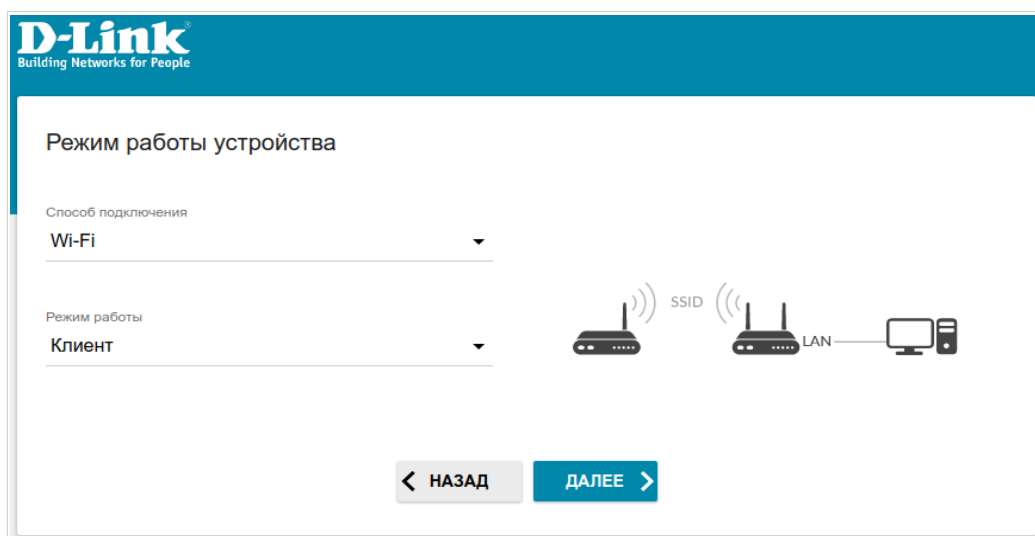 D-Link®
Building Networks for People
Режим работы устройства
Способ подключения
Wi-Fi
Режим работы
Клиент
SSID
LAN
НАЗАД
ДАЛЕЕ